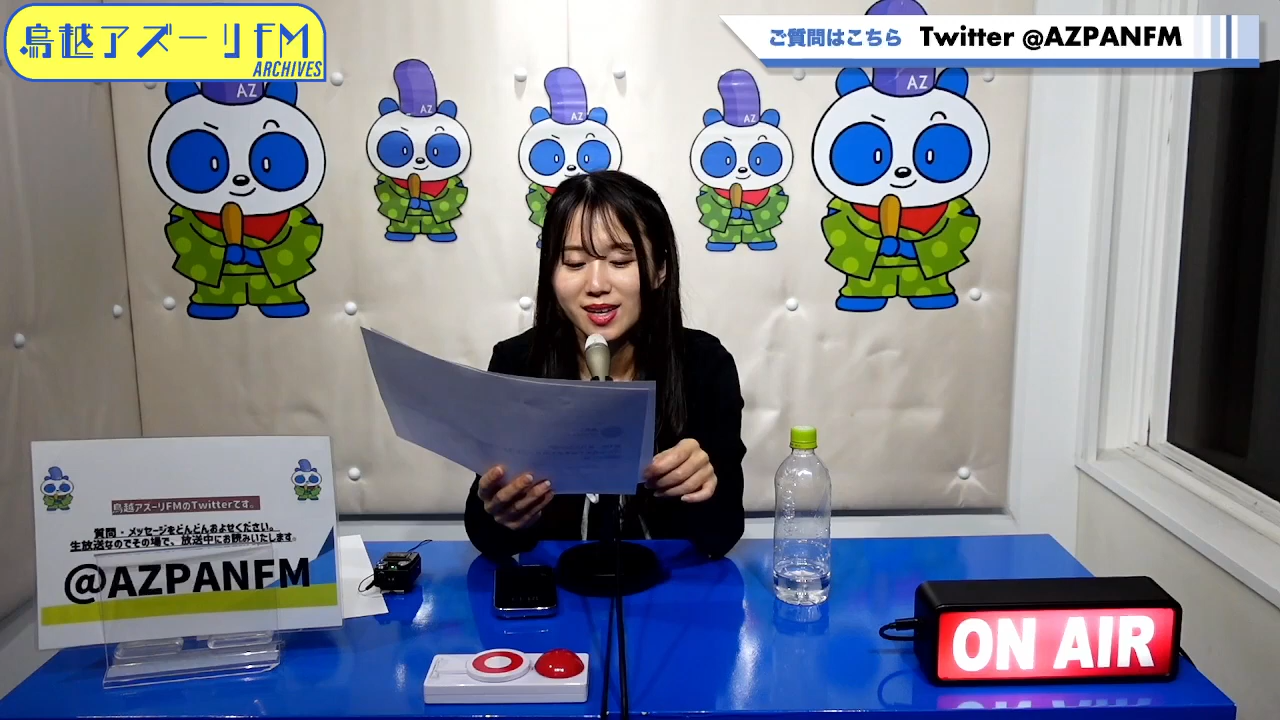 鳥越アズーリFM
ARCHIVES
ご質問はこちら Twitter @AZPANFM
AZ
AZ
AZ
AZ
AZ
鳥越アズーリFMのTwitterです。
質問・メッセージをどんどんおよせください。
生放送なのでその場で、放送中にお読みいたします。
@AZPANFM
ON AIR